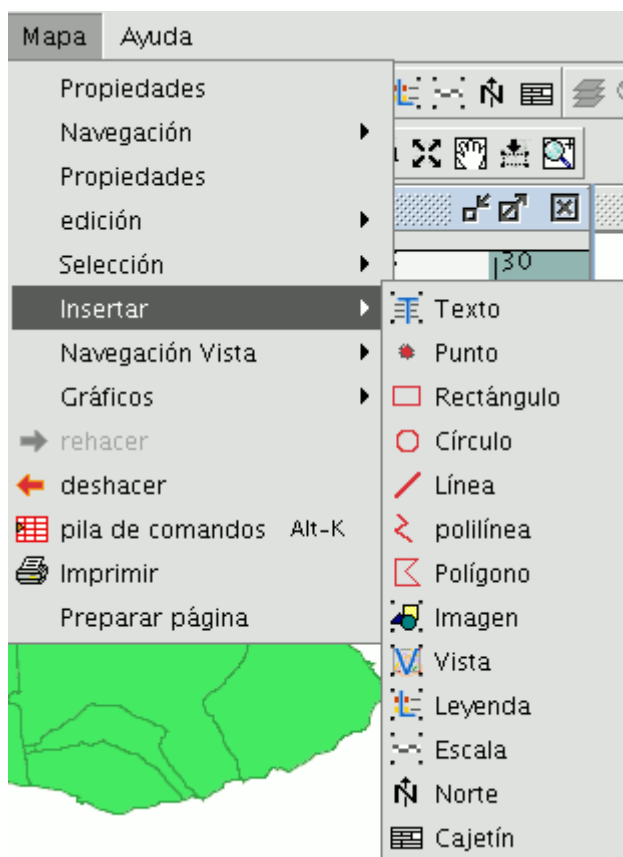 Mapa Ayuda
Propiedades
Navegación
Propiedades
edición
Selección
30
Insertar
Navegación Vista
Gráficos
rehacer
deshacer
pila de comandos Alt-K
Imprimir
Preparar página
Texto
Punto
Rectángulo
Círculo
Línea
polilínea
Polígono
Imagen
Vista
Leyenda
Escala
Norte
Cajetín